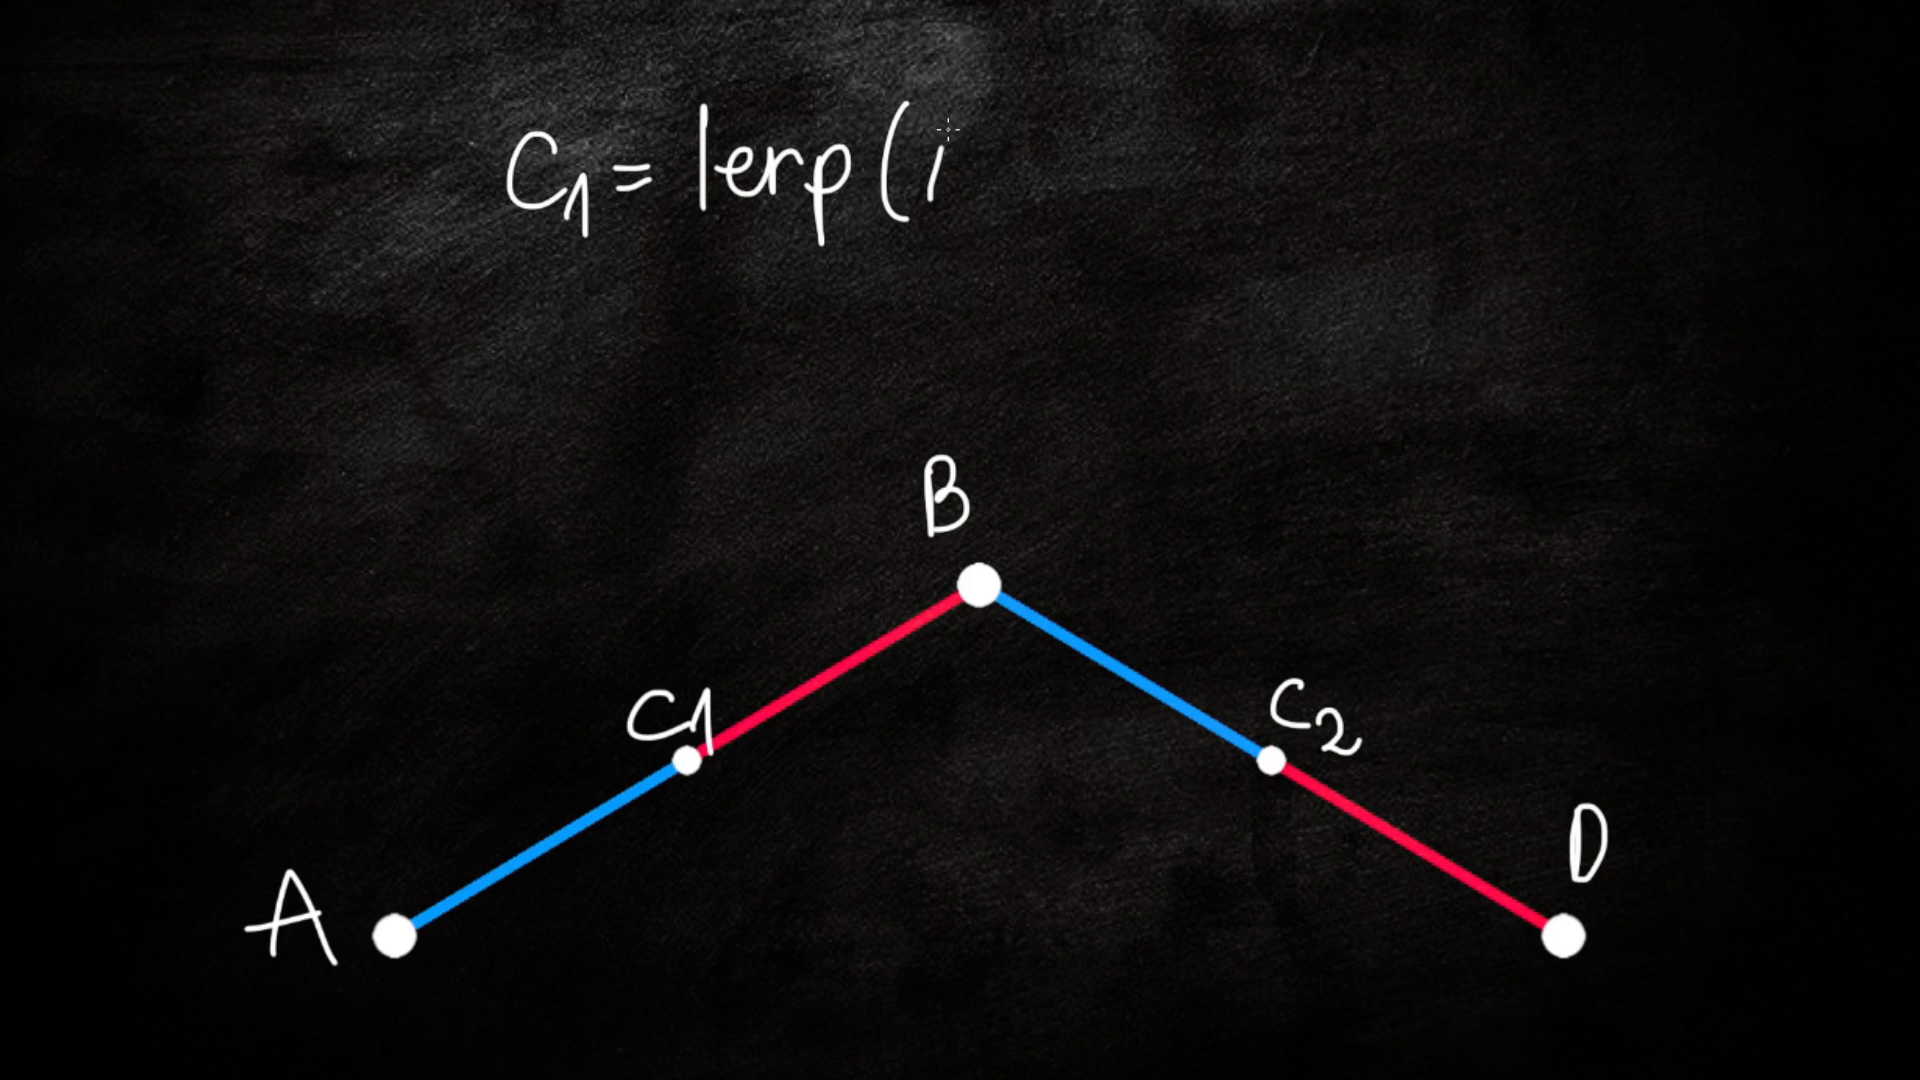 C1 = lerp (
B
C1
C2
D
A